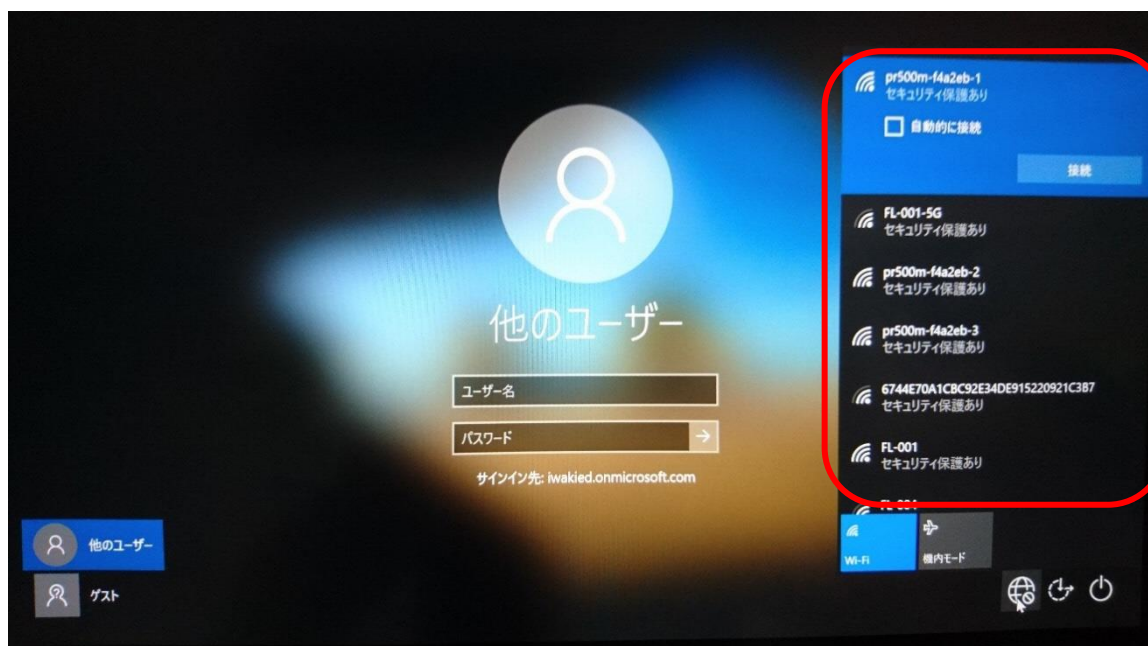 他のユーザー
ユーザー名
パスワード
サインイン先: iwakied.onmicrosoft.com
他のユーザー
ゲスト
pr500m-f4a2eb-1
セキュリティ保護あり
自動的に接続
接続
FL-001-5G
セキュリティ保護あり
pr500m-f4a2eb-2
セキュリティ保護あり
pr500m-f4a2eb-3
セキュリティ保護あり
6744E70A1CBC92E34DE915220921C3B7
セキュリティ保護あり
FL-001
セキュリティ保護あり
Wi-Fi
機内モード